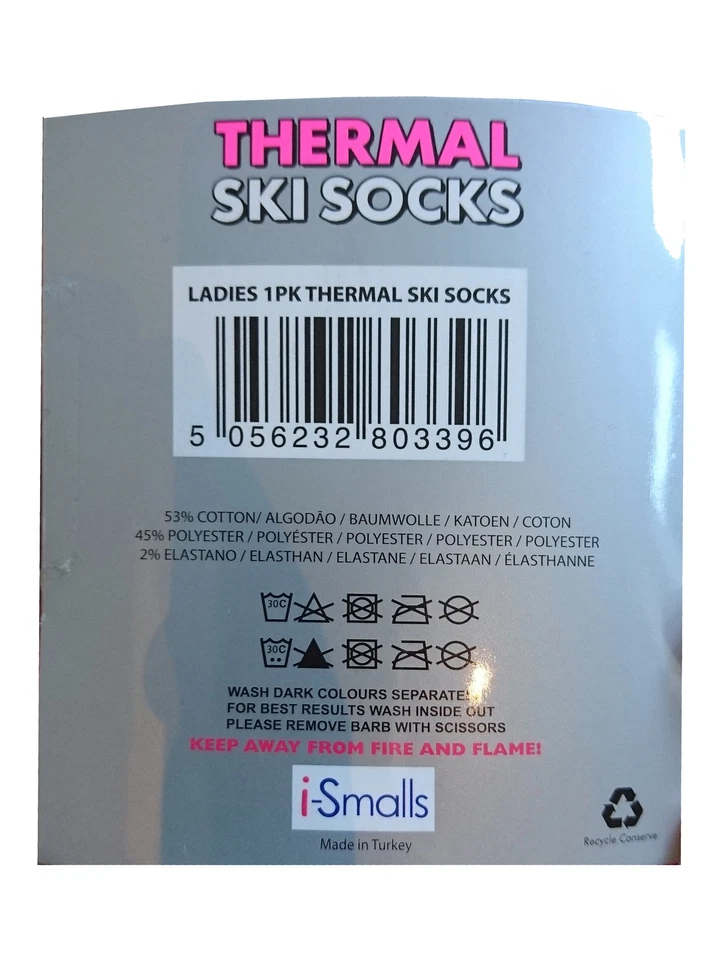 THERMAL
SKI SOCKS
LADIES 1PK THERMAL SKI SOCKS
5 056232 803396
53% COTTON/ ALGODÃO / BAUMWOLLE / KATOEN / COTON
45% POLYESTER / POLYÉSTER / POLYESTER / POLYESTER / POLYESTER
2% ELASTANO / ELASTHAN / ELASTANE / ELASTAAN / ÉLASTHANNE
30C
30C
WASH DARK COLOURS
FOR BEST RESULTS WASH INSIDE OUT
PLEASE REMOVE BARB WITH SCISSORS
KEEP AWAY FROM FIRE AND FLAME!
i-Smalls
Made in Turkey
Recycle Conserve